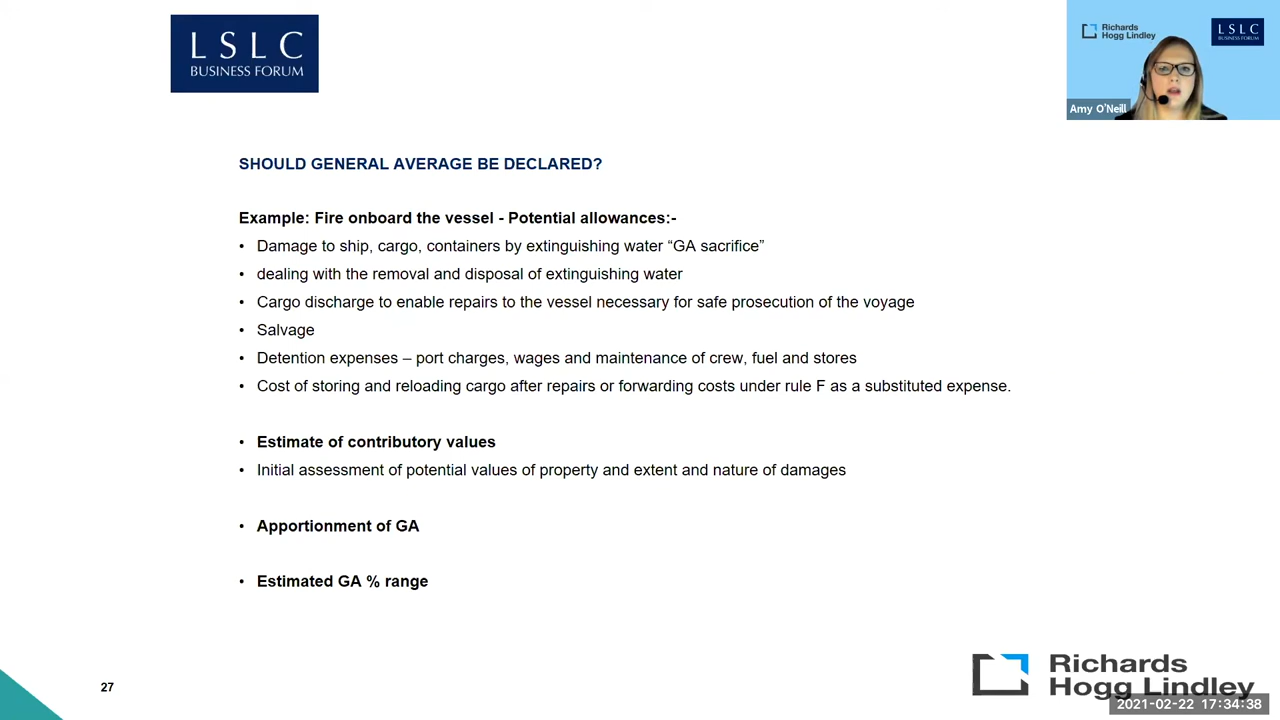 LSLC
BUSINESS FORUM
Richards
Hogg Lindley
LSLC
BUSINESS FORUM
Amy O'Neill
SHOULD GENERAL AVERAGE BE DECLARED?
Example: Fire onboard the vessel - Potential allowances:-
• Damage to ship, cargo, containers by extinguishing water “GA sacrifice”
• dealing with the removal and disposal of extinguishing water
• Cargo discharge to enable repairs to the vessel necessary for safe prosecution of the voyage
• Salvage
• Detention expenses – port charges, wages and maintenance of crew, fuel and stores
• Cost of storing and reloading cargo after repairs or forwarding costs under rule F as a substituted expense.
• Estimate of contributory values
• Initial assessment of potential values of property and extent and nature of damages
• Apportionment of GA
• Estimated GA % range
27
Richards
Hogg Lindley
2021-02-22 17:34:38